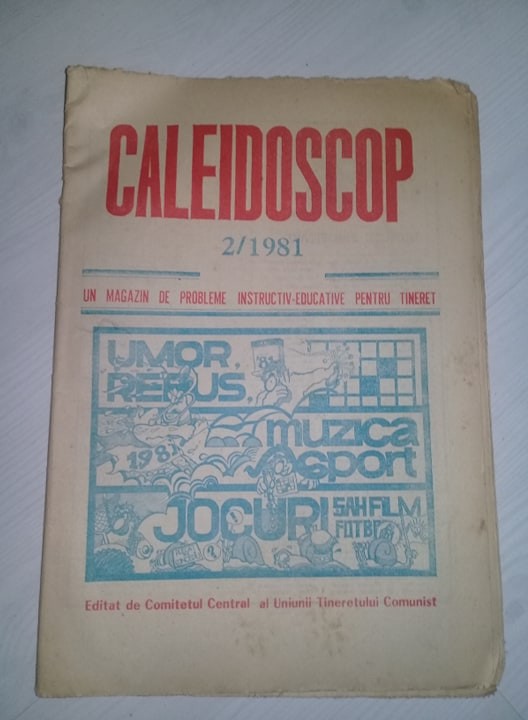 CALEIDOSCOP
2/1981
UN MAGAZIN DE PROBLEME INSTRUCTIV-EDUCATIVE PENTRU TINERET
UMOR,
REBUS,
'81
muzica
1981
sport
JOCURI
SAH FILM
Editat de Comitetul Central al Uniunii Tineretului Comunist